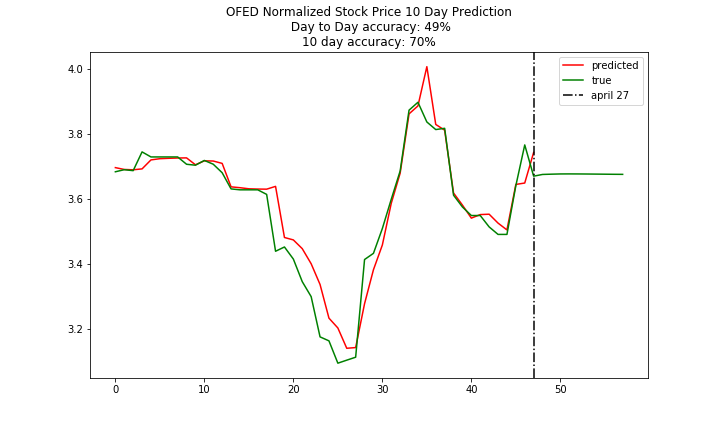 OFED Normalized Stock Price 10 Day Prediction
Day to Day accuracy: 49%
10 day accuracy: 70%
predicted
true
april 27
4.0
3.8
3.6
3.4
3.2
0
10
20
30
40
50